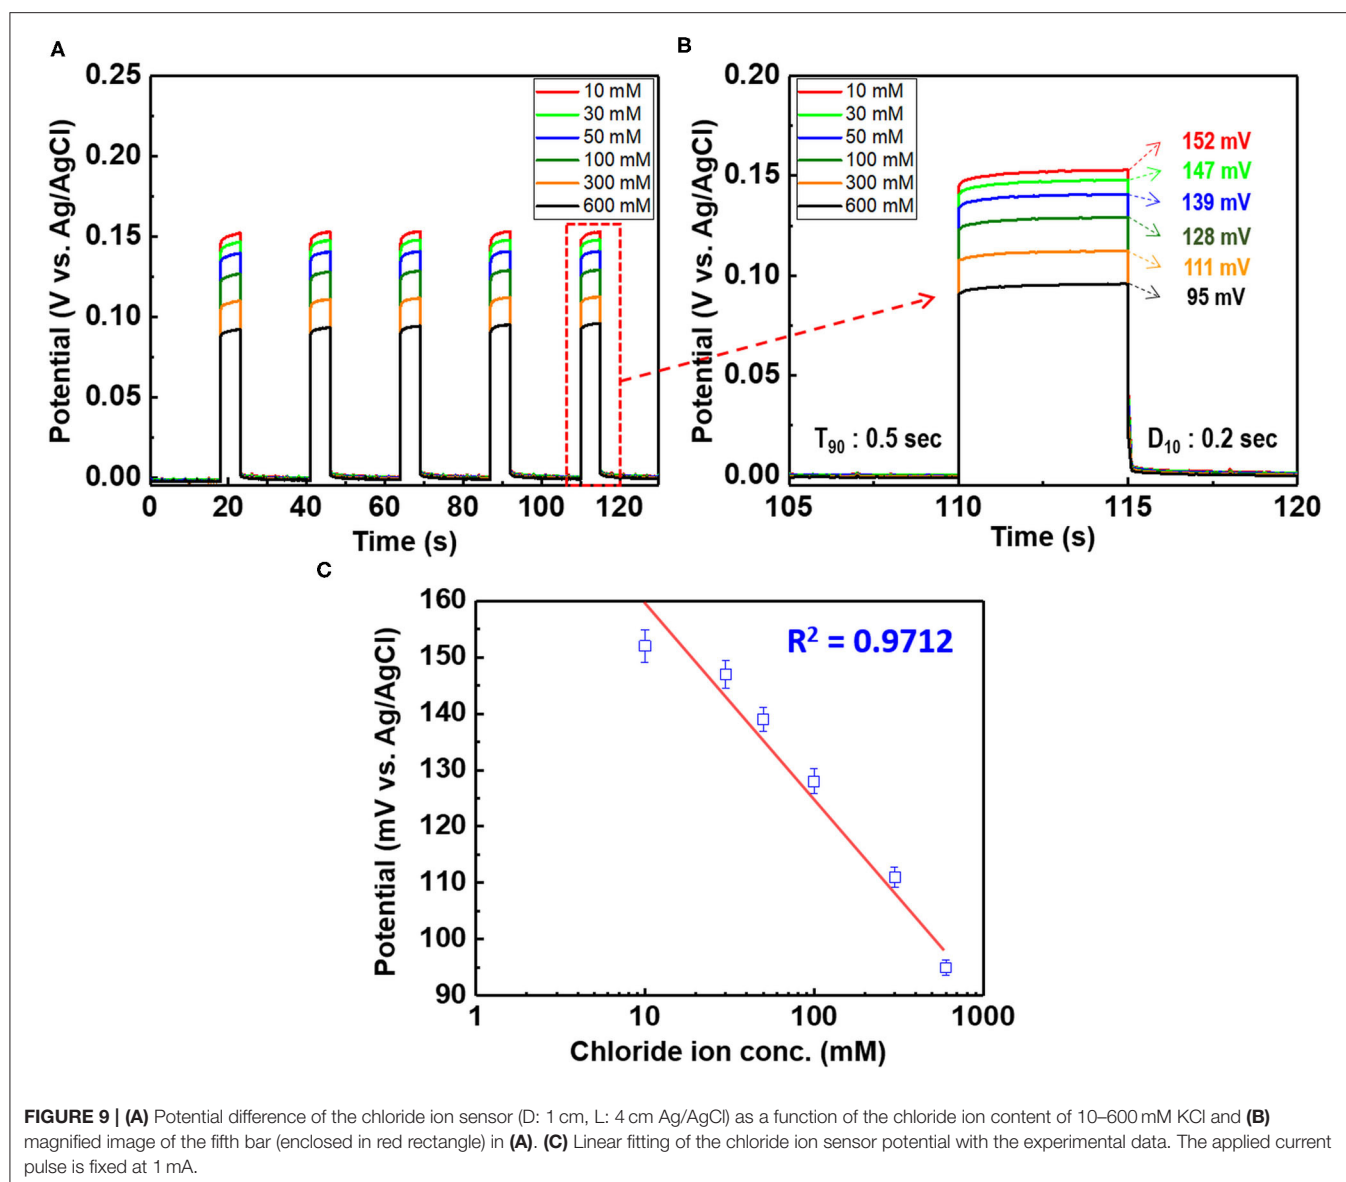 A
0.25
0.20
0.15
0.10
0.05
0.00
Potential (V vs. Ag/AgCl)
10 mM
30 mM
50 mM
100 mM
300 mM
600 mM
0 20 40 60 80 100 120
Time (s)
B
0.20
0.15
0.10
0.05
0.00
Potential (V vs. Ag/AgCl)
10 mM
30 mM
50 mM
100 mM
300 mM
600 mM
152 mV
147 mV
139 mV
128 mV
111 mV
95 mV
T90 : 0.5 sec
D10 : 0.2 sec
105 110 115 120
Time (s)
C
160
150
140
130
120
110
100
90
Potential (mV vs. Ag/AgCl)
R² = 0.9712
1 10 100 1000
Chloride ion conc. (mM)
FIGURE 9 | (A) Potential difference of the chloride ion sensor (D: 1 cm, L: 4 cm Ag/AgCl) as a function of the chloride ion content of 10–600 mM KCl and (B)
magnified image of the fifth bar (enclosed in red rectangle) in (A). (C) Linear fitting of the chloride ion sensor potential with the experimental data. The applied current
pulse is fixed at 1 mA.